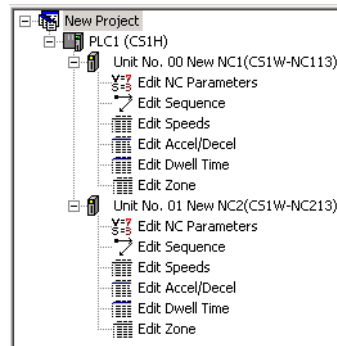 New Project
PLC1 (CS1H)
Unit No. 00 New NC1(CS1W-NC113)
Edit NC Parameters
Edit Sequence
Edit Speeds
Edit Accel/Decel
Edit Dwell Time
Edit Zone
Unit No. 01 New NC2(CS1W-NC213)
Edit NC Parameters
Edit Sequence
Edit Speeds
Edit Accel/Decel
Edit Dwell Time
Edit Zone